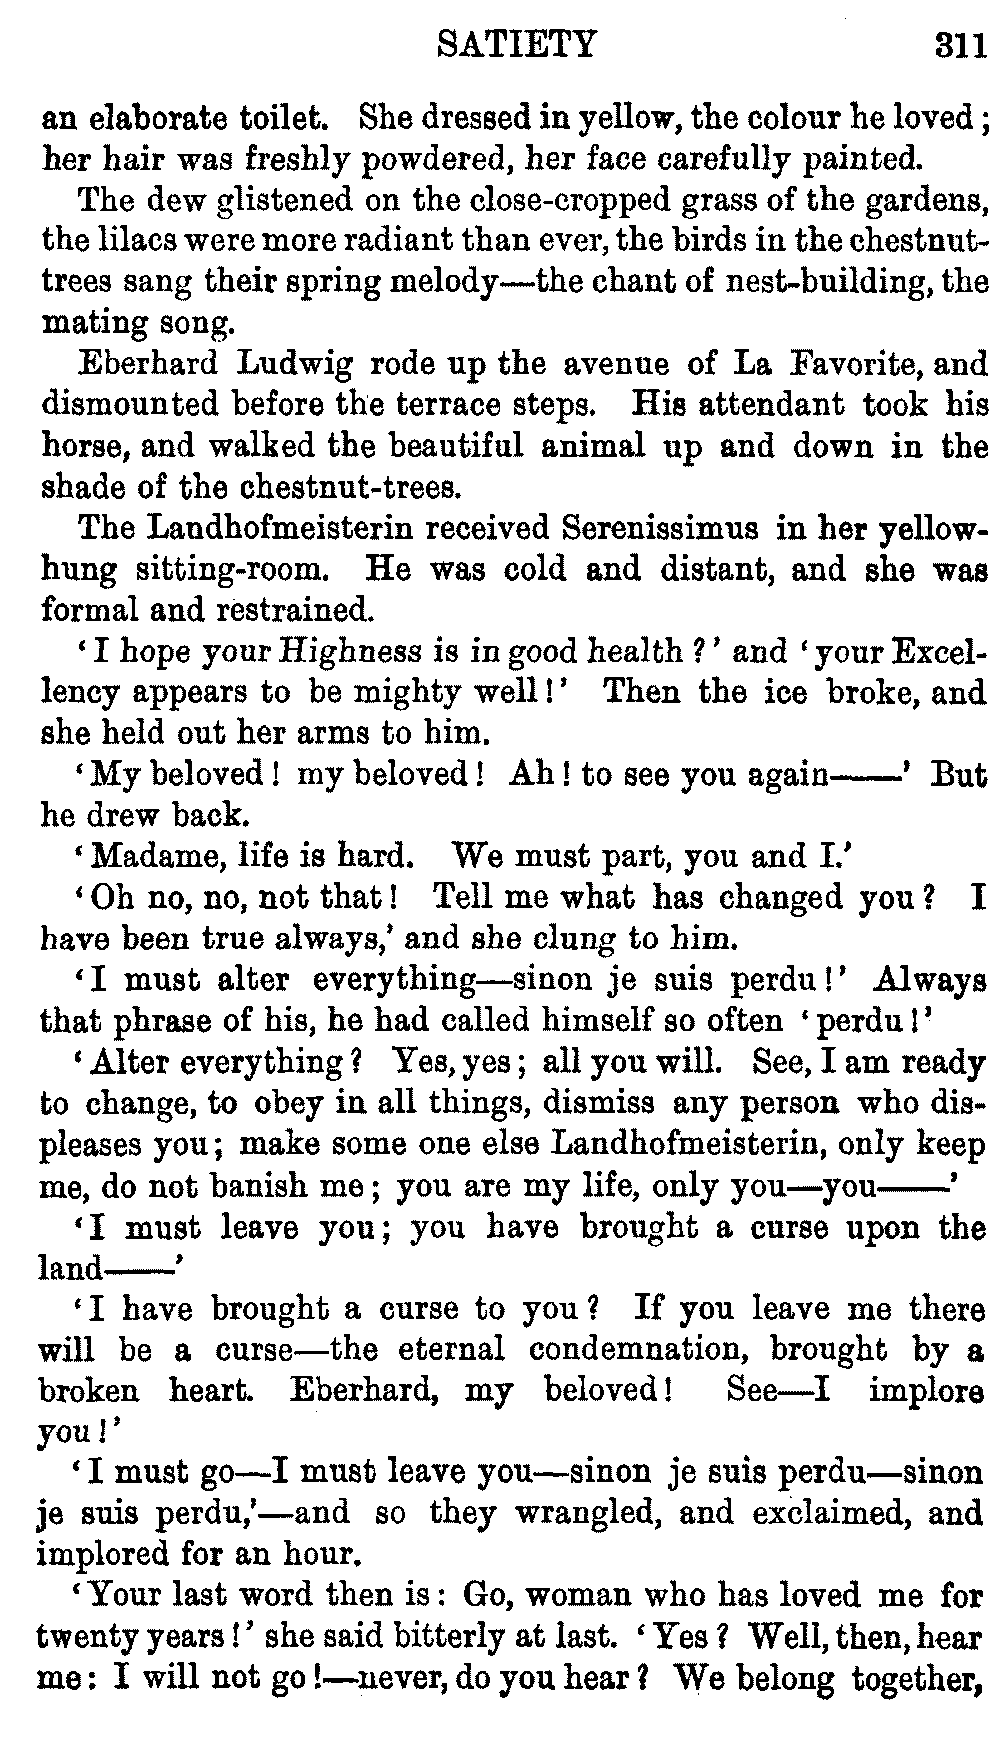 SATIETY 311
an elaborate toilet. She dressed in yellow, the colour he loved;
her hair was freshly powdered, her face carefully painted.
The dew glistened on the close-cropped grass of the gardens,
the lilacs were more radiant than ever, the birds in the chestnut-
trees sang their spring melody—the chant of nest-building, the
mating song.
Eberhard Ludwig rode up the avenue of La Favorite, and
dismounted before the terrace steps. His attendant took his
horse, and walked the beautiful animal up and down in the
shade of the chestnut-trees.
The Landhofmeisterin received Serenissimus in her yellow-
hung sitting-room. He was cold and distant, and she was
formal and restrained.
'I hope your Highness is in good health?' and 'your Excel-
lency appears to be mighty well!' Then the ice broke, and
she held out her arms to him.
'My beloved! my beloved! Ah! to see you again——' But
he drew back.
'Madame, life is hard. We must part, you and I.'
'Oh no, no, not that! Tell me what has changed you? I
have been true always,' and she clung to him.
'I must alter everything—sinon je suis perdu!' Always
that phrase of his, he had called himself so often 'perdu!'
'Alter everything? Yes, yes; all you will. See, I am ready
to change, to obey in all things, dismiss any person who dis-
pleases you; make some one else Landhofmeisterin, only keep
me, do not banish me; you are my life, only you—you——'
'I must leave you; you have brought a curse upon the
land——'
'I have brought a curse to you? If you leave me there
will be a curse—the eternal condemnation, brought by a
broken heart. Eberhard, my beloved! See—I implore
you!'
'I must go—I must leave you—sinon je suis perdu—sinon
je suis perdu,'—and so they wrangled, and exclaimed, and
implored for an hour.
'Your last word then is: Go, woman who has loved me for
twenty years!' she said bitterly at last. 'Yes? Well, then, hear
me: I will not go!—never, do you hear? We belong together,